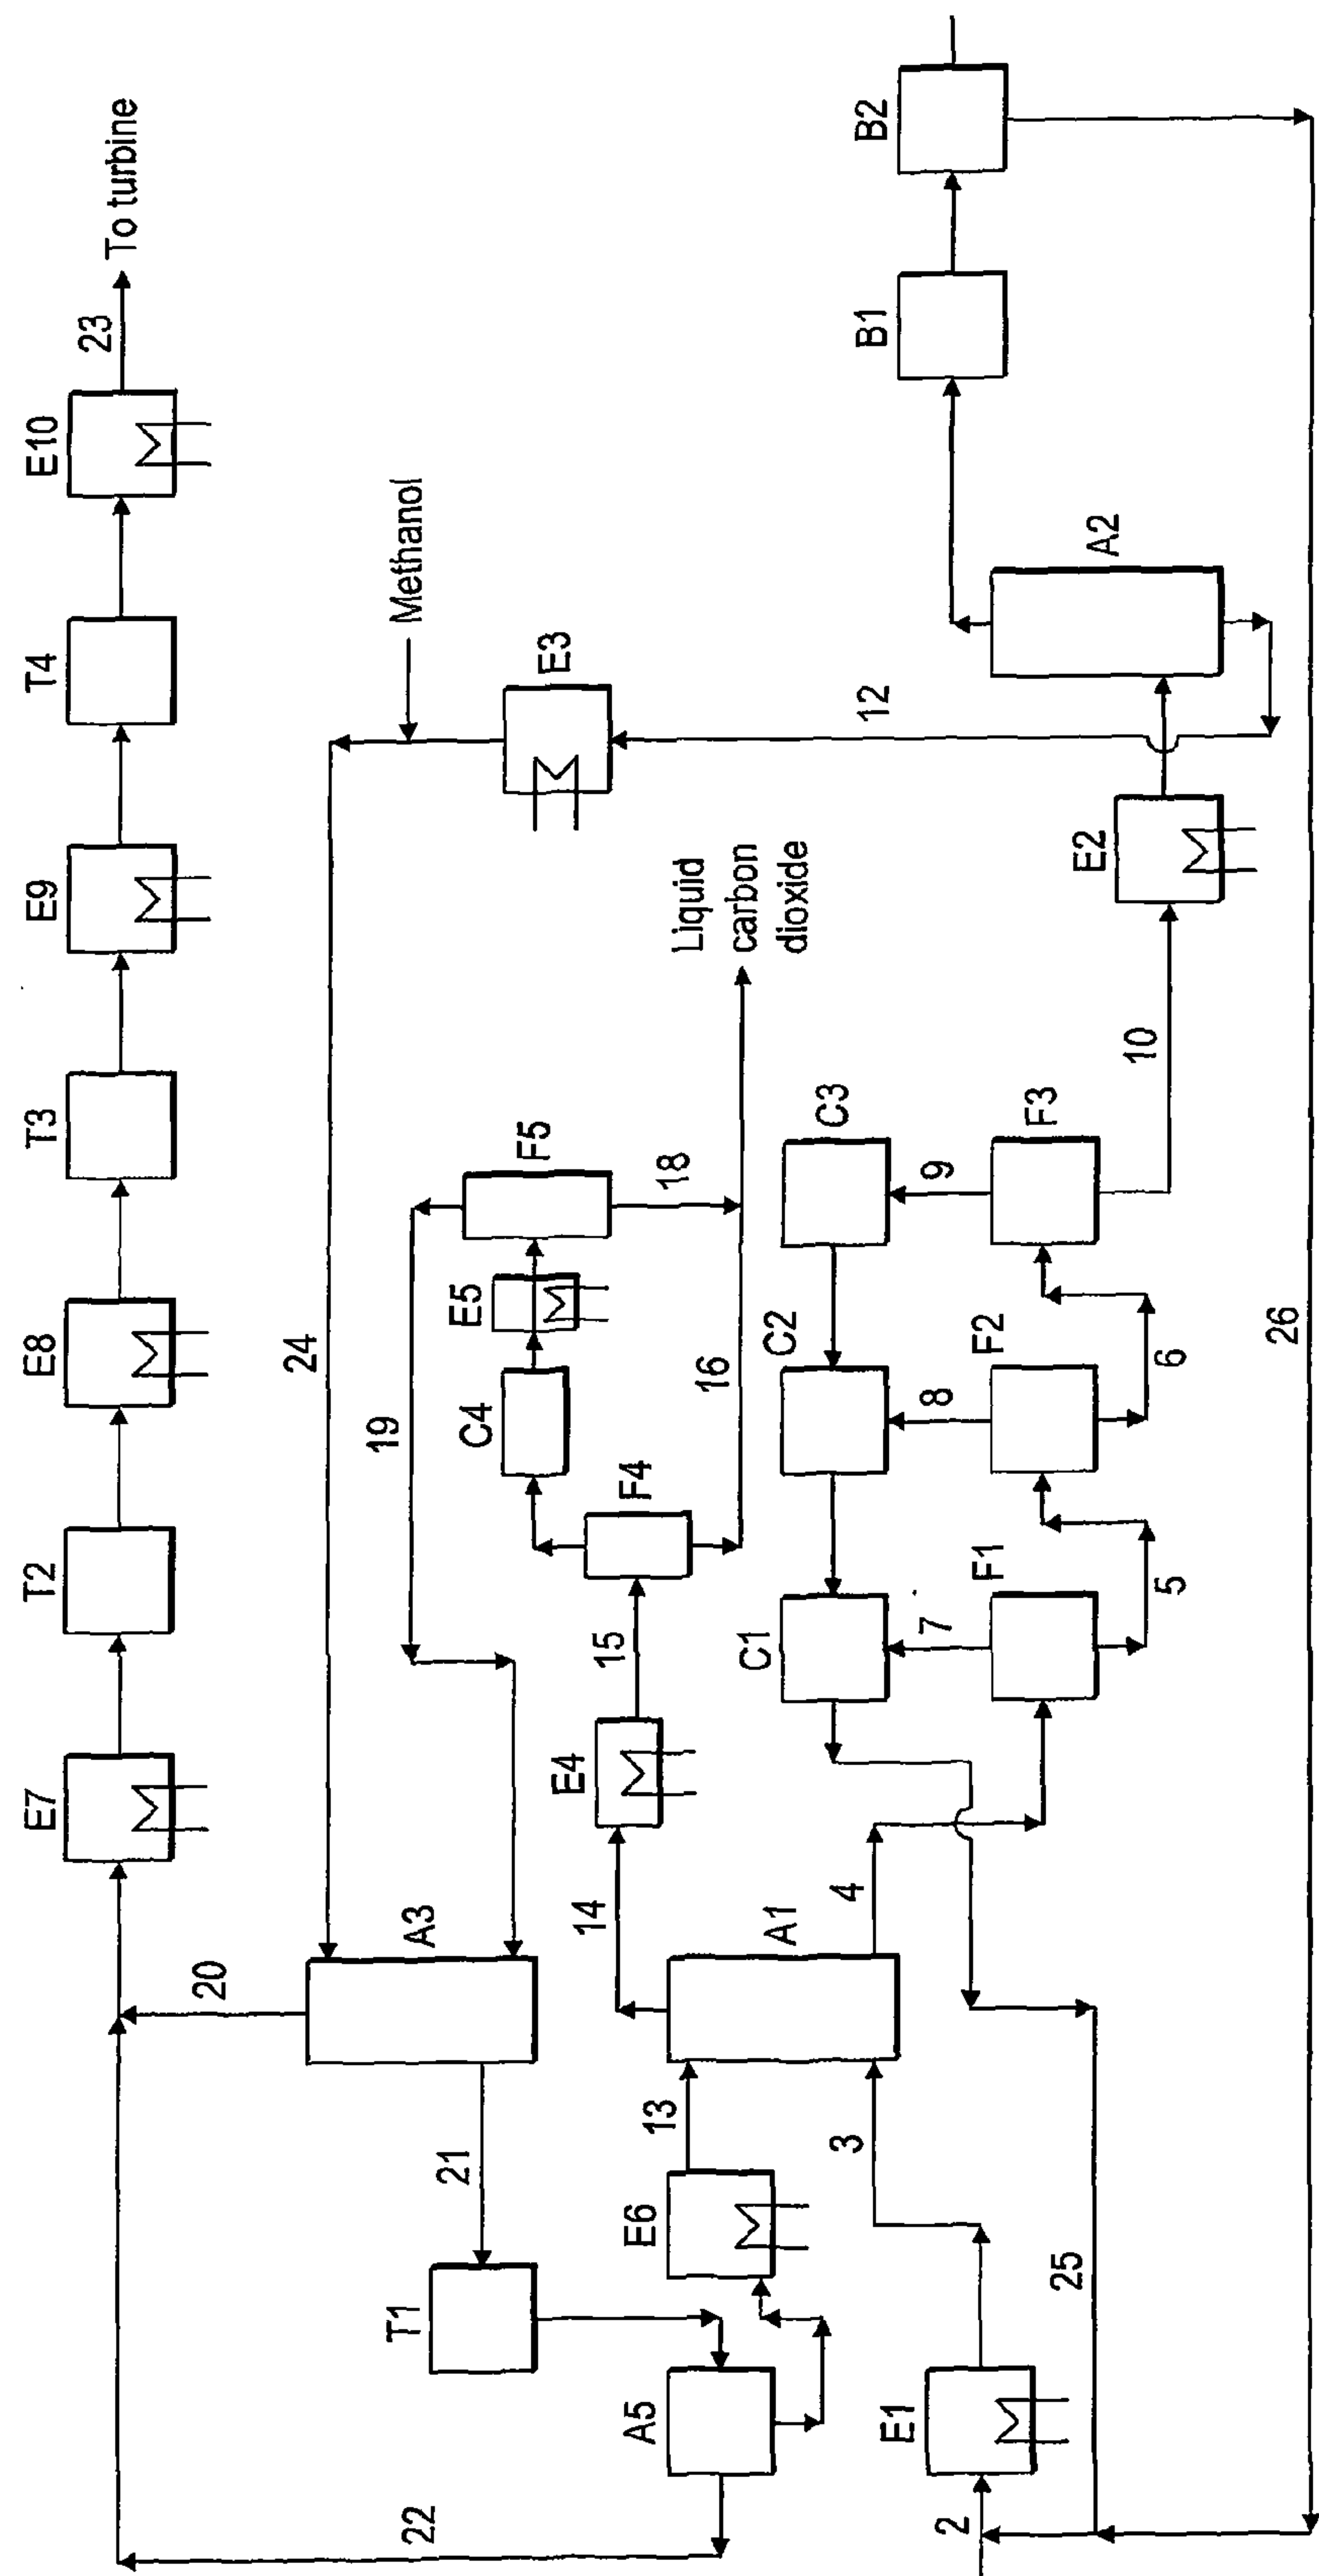 E7
T2
E8
T3
E9
T4
E10
23
To turbine
20
24
Methanol
22
21
A3
19
T1
C4
E5
F5
18
E3
A5
E6
13
14
E4
15
F4
16
Liquid
carbon
dioxide
12
A1
3
4
C1
C2
C3
7
8
9
E1
2
25
F1
F2
F3
5
6
10
E2
A2
B1
B2
26